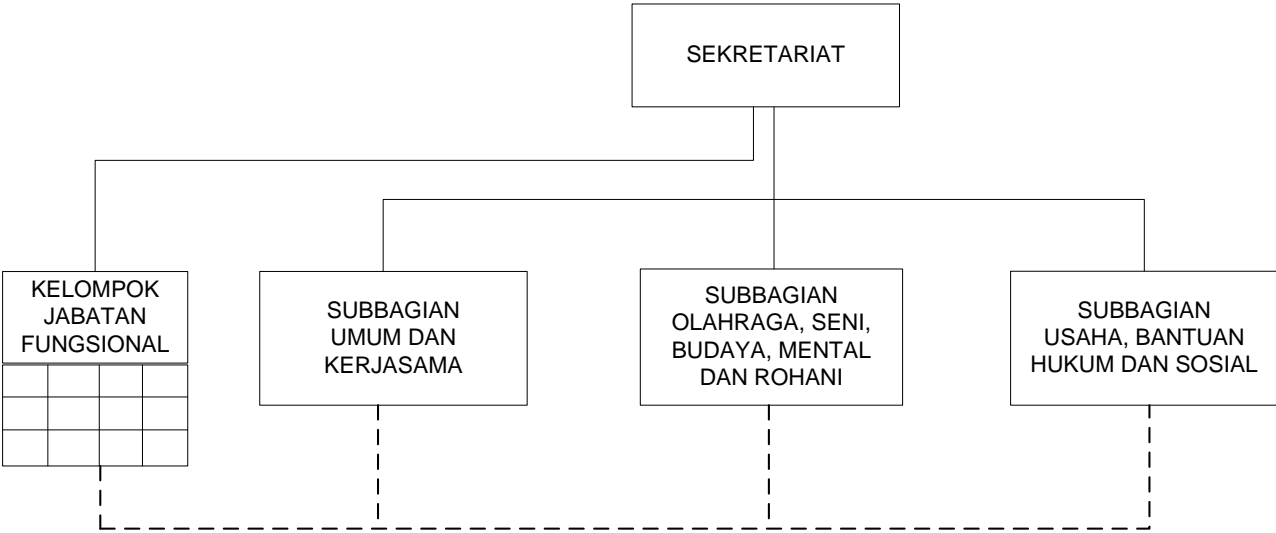 SEKRETARIAT
KELOMPOK
JABATAN
FUNGSIONAL
SUBBAGIAN
UMUM DAN
KERJASAMA
SUBBAGIAN
OLAHRAGA, SENI,
BUDAYA, MENTAL
DAN ROHANI
SUBBAGIAN
USAHA, BANTUAN
HUKUM DAN SOSIAL